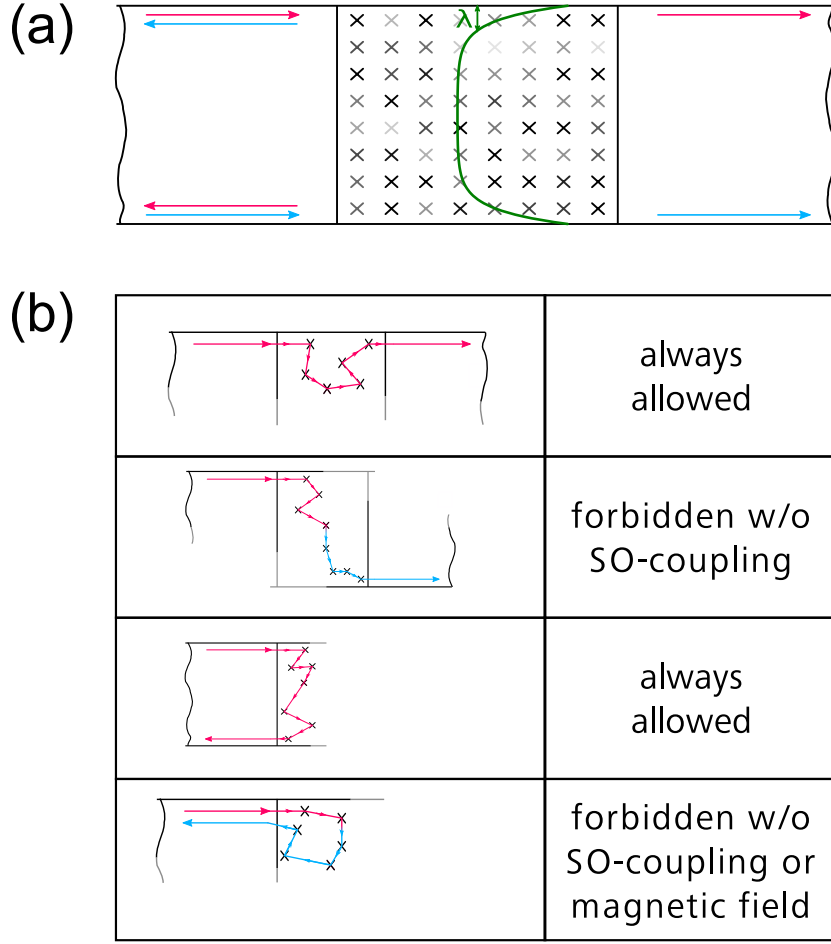 (a)
λ
(b)
always
allowed
forbidden w/o
SO-coupling
always
allowed
forbidden w/o
SO-coupling or
magnetic field